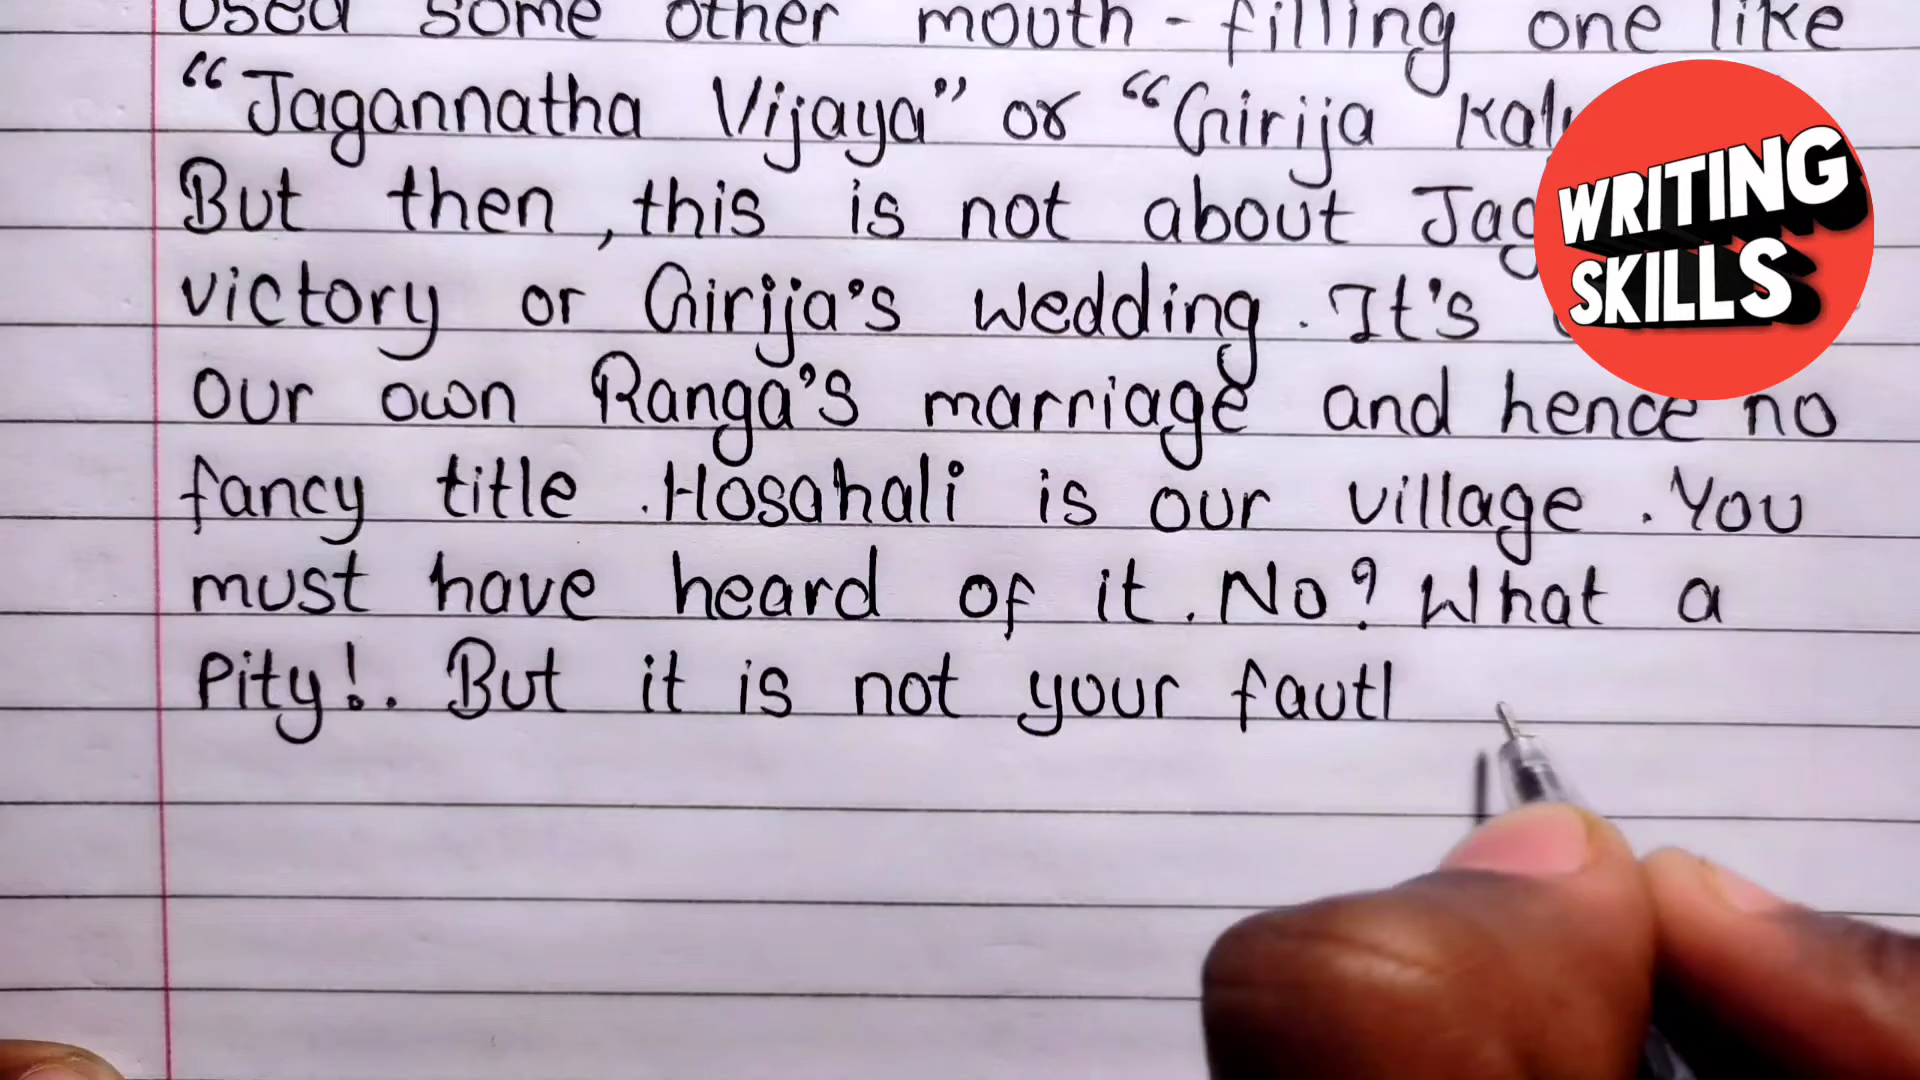 Used some other mouth - filling one like
“Jagannatha Vijaya” or “Girija Kaly
But then , this is not about Jag
victory or Girija's wedding . It's
our own Ranga's marriage and hence no
fancy title . Hosahali is our village . You
must have heard of it . No? What a
Pity!. But it is not your fautl
WRITING
SKILLS